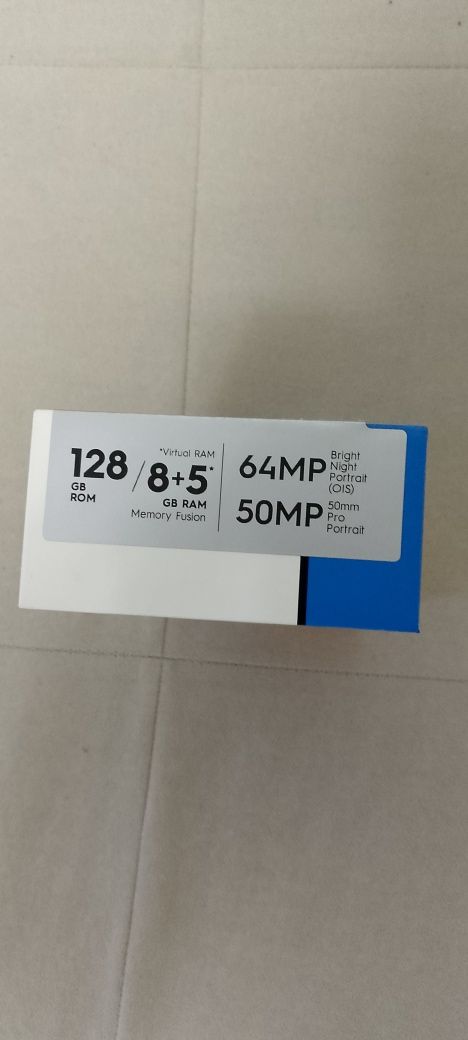 128
GB
ROM
/
*Virtual RAM
8+5*
GB RAM
Memory Fusion
64MP
Bright
Night
Portrait
(OIS)
50MP
50mm
Pro
Portrait